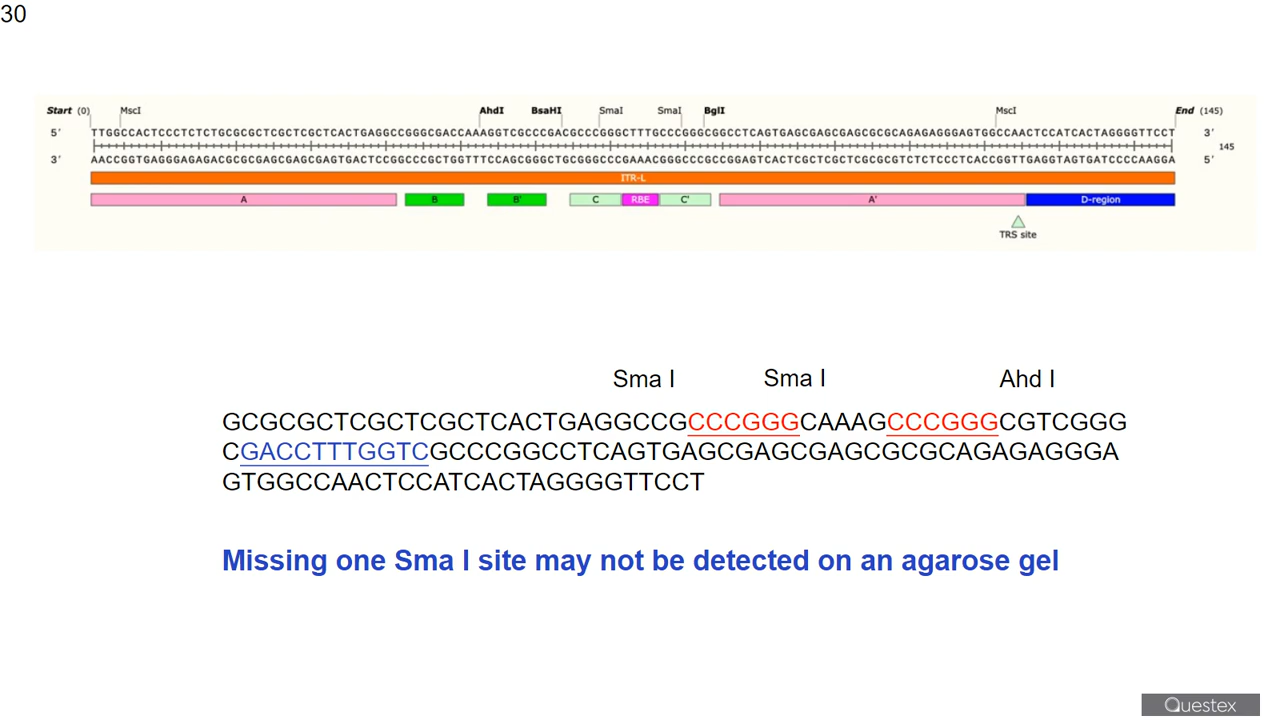 30
Start (0) MscI AhdI BsaHI SmaI SmaI BglI MscI End (145)
5' TTGGCCACTCCCTCTCTGCGCGCTCGCTCGCTCACTGAGGCCGGGCGACCAAAGGTCGCCCGACGCCCGGGCTTTGCCCGGGCGGCCTCAGTGAGCGAGCGAGCGCGCAGAGAGGGAGTGGCCAACTCCATCACTAGGGGTTCCT 3'
145
3' AACCGGTGAGGGAGAGACGCGCGAGCGAGCGAGTGACTCCGGCCCGCTGGTTTCCAGCGGGCTGCGGGCCCGAAACGGGCCCGCCGGAGTCACTCGCTCGCTCGCGCGTCTCTCCCTCACCGGTTGAGGTAGTGATCCCCAAGGA 5'
ITR-L
A B B' C RBE C' A' D-region
TRS site
Sma I Sma I Ahd I
GCGCGCTCGCTCGCTCACTGAGGCCGCCCGGGCAAAGCCCGGGCGTCGGG
CGACCTTTGGTCGCCCGGCCTCAGTGAGCGAGCGAGCGCGCAGAGAGGGA
GTGGCCAACTCCATCACTAGGGGTTCCT
Missing one Sma I site may not be detected on an agarose gel
Questex